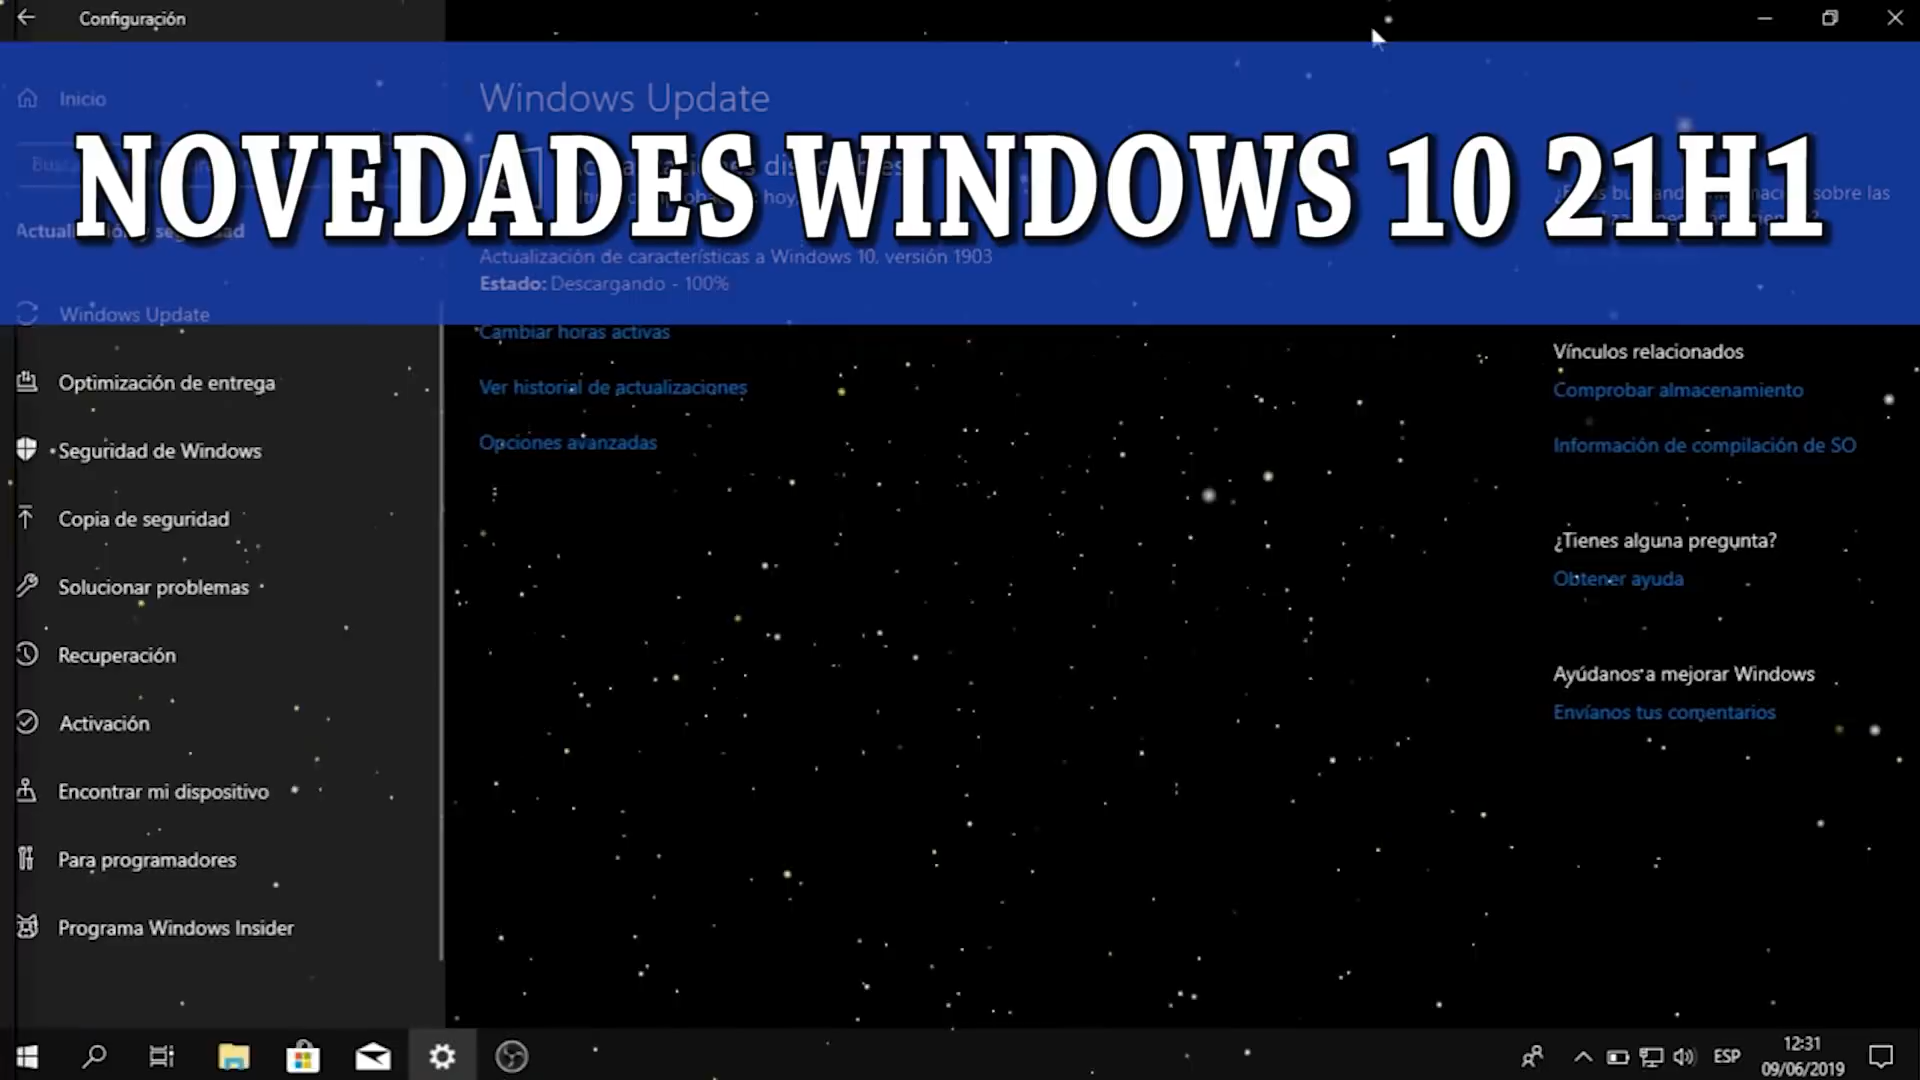 Configuración
Inicio
Windows Update
NOVEDADES WINDOWS 10 21H1
Actualización de características a Windows 10, versión 1903
Estado: Descargando - 100%
Windows Update
Cambiar horas activas
Ver historial de actualizaciones
Opciones avanzadas
Optimización de entrega
Seguridad de Windows
Copia de seguridad
Solucionar problemas
Recuperación
Activación
Encontrar mi dispositivo
Para programadores
Programa Windows Insider
sobre las
Vínculos relacionados
Comprobar almacenamiento
Información de compilación de SO
¿Tienes alguna pregunta?
Obtener ayuda
Ayúdanos a mejorar Windows
Envíanos tus comentarios
ESP
12:31
09/06/2019